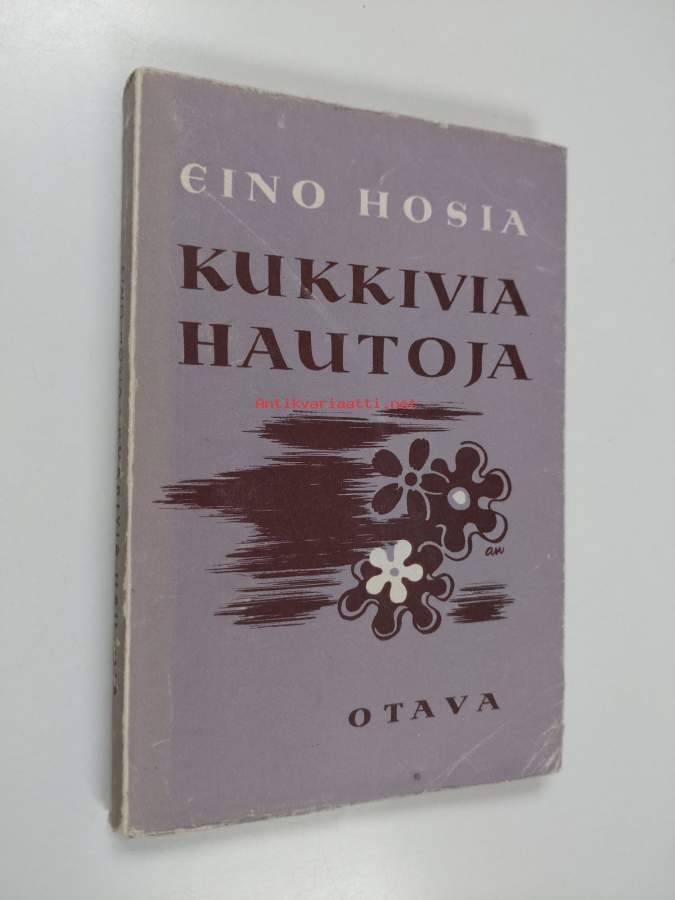 EINO HOSIA
KUKKIVIA
HAUTOJA
Antikvariaatti.net
OTAVA